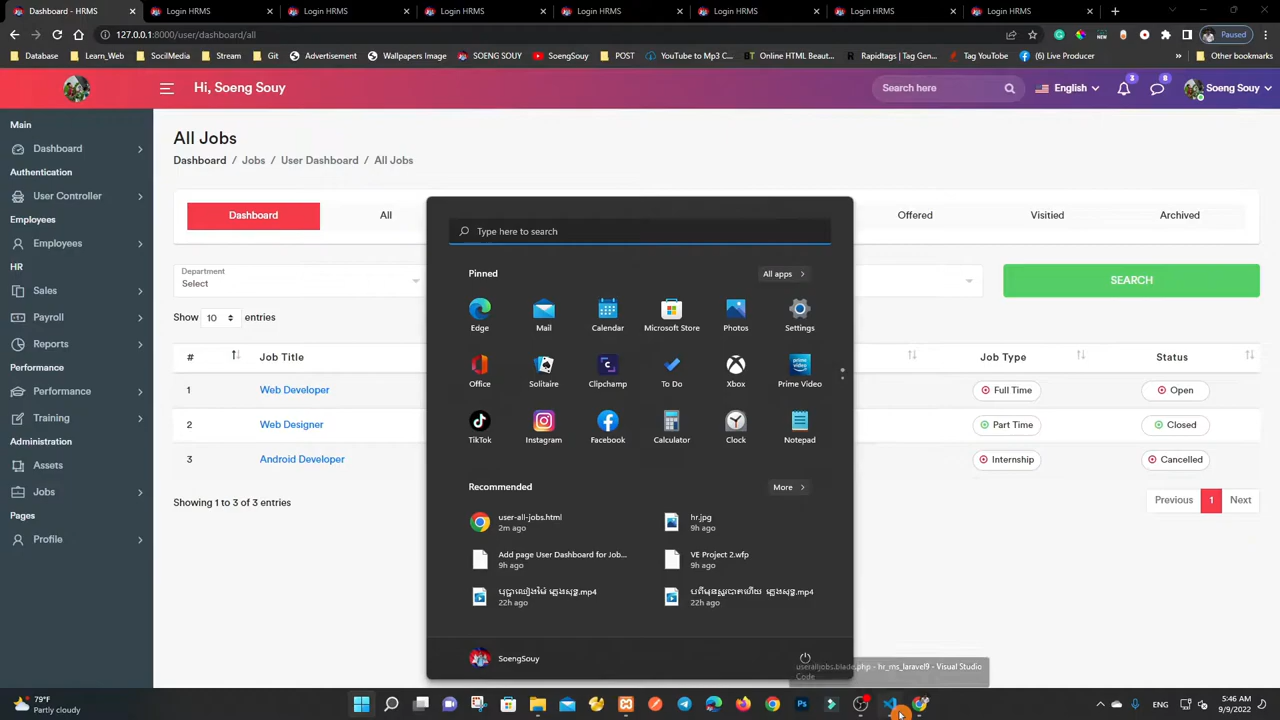 Dashboard - HRMS
Login HRMS
Login HRMS
Login HRMS
Login HRMS
Login HRMS
Login HRMS
Login HRMS
127.0.0.1:8000/user/dashboard/all
Paused
Database
Learn_Web
SocilMedia
Stream
Git
Advertisement
Wallpapers Image
SOENG SOUY
SoengSouy
POST
YouTube to Mp3 C...
Online HTML Beaut...
Rapidtags | Tag Gen...
Tag YouTube
(8) Live Producer
Other bookmarks
Hi, Soeng Souy
Search here
English
3
8
Soeng Souy
Main
Dashboard
Authentication
User Controller
Employees
Employees
HR
Sales
Payroll
Reports
Performance
Performance
Training
Administration
Assets
Jobs
Pages
Profile
All Jobs
Dashboard / Jobs / User Dashboard / All Jobs
Dashboard
All
Offered
Visitied
Archived
Department
Select
SEARCH
Show 10 entries
# Job Title Job Type Status
1 Web Developer Full Time Open
2 Web Designer Part Time Closed
3 Android Developer Internship Cancelled
Showing 1 to 3 of 3 entries
Previous 1 Next
Type here to search
Pinned
All apps
Edge
Mail
Calendar
Microsoft Store
Photos
Settings
Office
Solitaire
Clipchamp
To Do
Xbox
Prime Video
TikTok
Instagram
Facebook
Calculator
Clock
Notepad
Recommended
More
user-all-jobs.html
2m ago
hr.jpg
9h ago
Add page User Dashboard for Job...
9h ago
VE Project 2.wfp
9h ago
22h ago
22h ago
SoengSouy
useralljobs.blade.php - hr_ms_laravel9 - Visual Studio
Code
79°F
Partly cloudy
ENG
5:46 AM
9/9/2022